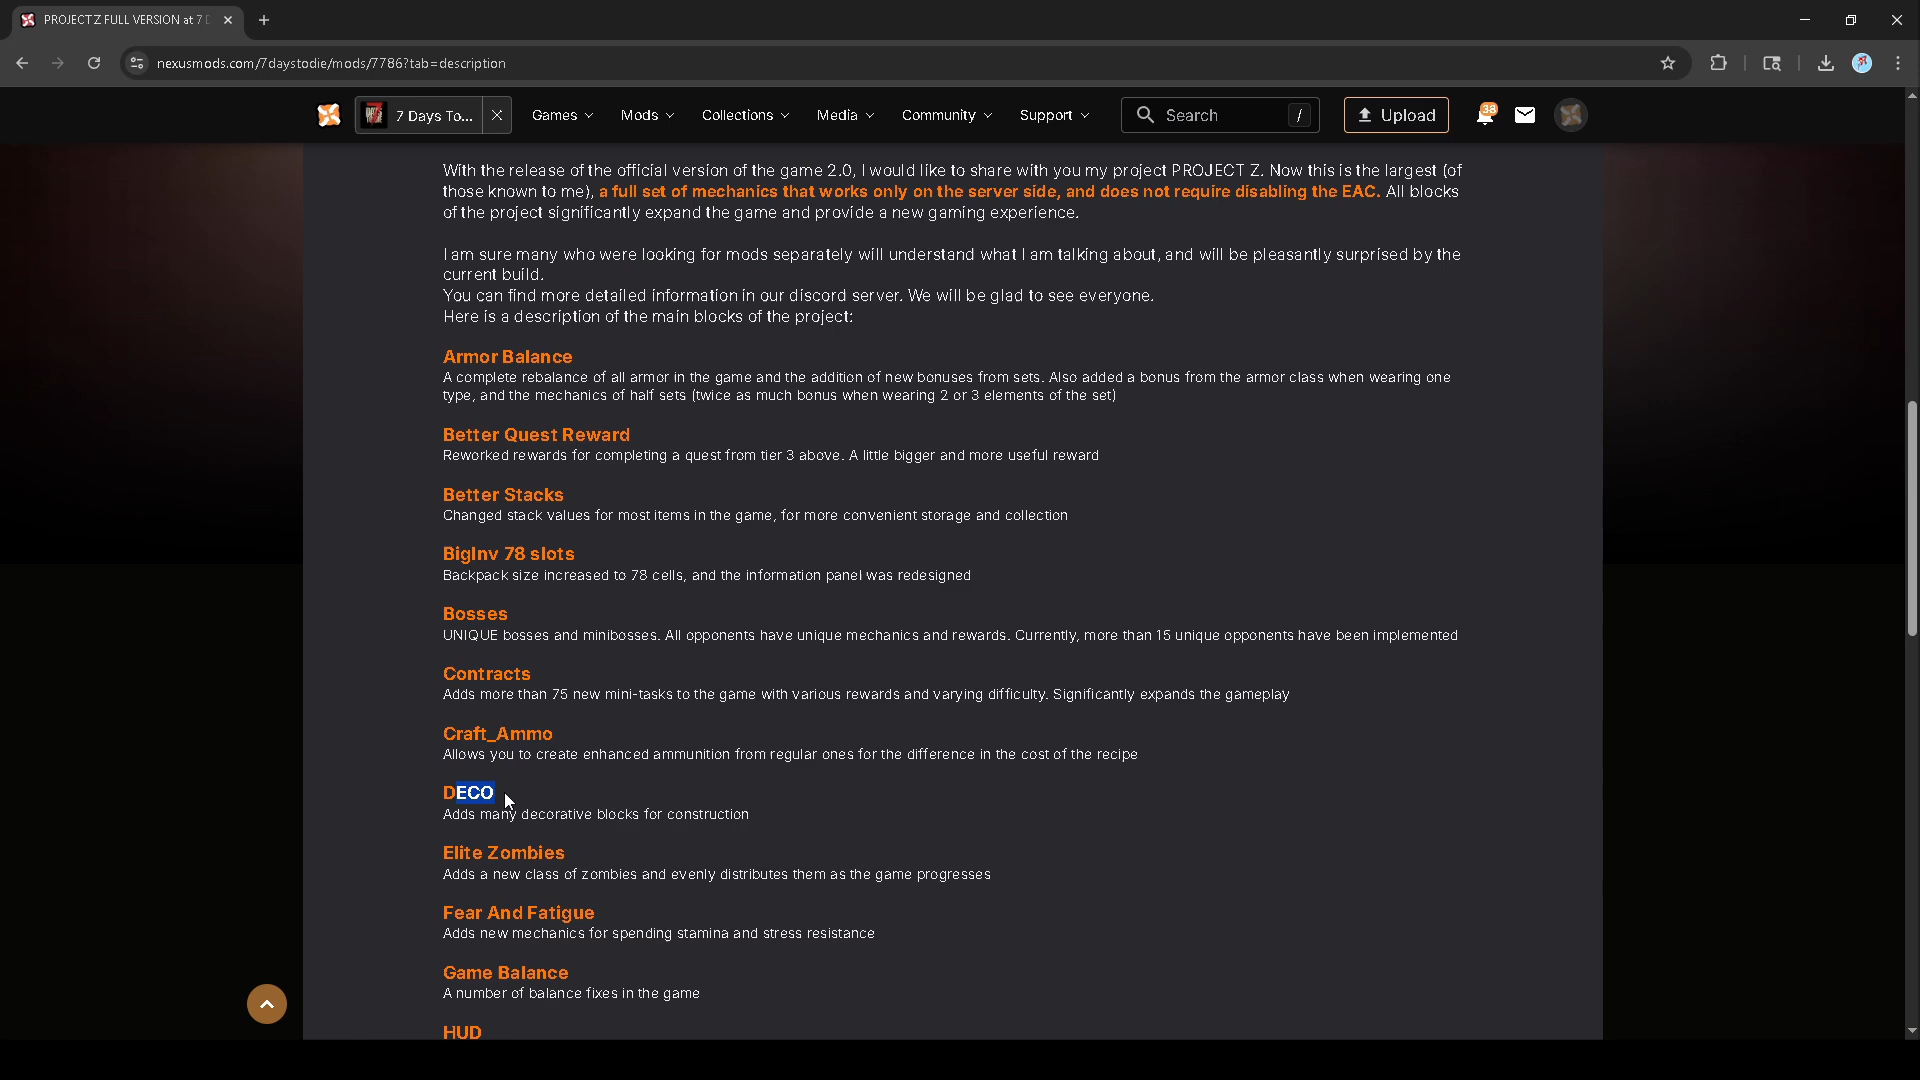 PROJECT Z FULL VERSION at 7 D
nexusmods.com/7daystodie/mods/7786?tab=description
7 Days To... Games Mods Collections Media Community Support Search / Upload 38
With the release of the official version of the game 2.0, I would like to share with you my project PROJECT Z. Now this is the largest (of
those known to me), a full set of mechanics that works only on the server side, and does not require disabling the EAC. All blocks
of the project significantly expand the game and provide a new gaming experience.
I am sure many who were looking for mods separately will understand what I am talking about, and will be pleasantly surprised by the
current build.
You can find more detailed information in our discord server. We will be glad to see everyone.
Here is a description of the main blocks of the project:
Armor Balance
A complete rebalance of all armor in the game and the addition of new bonuses from sets. Also added a bonus from the armor class when wearing one
type, and the mechanics of half sets (twice as much bonus when wearing 2 or 3 elements of the set)
Better Quest Reward
Reworked rewards for completing a quest from tier 3 above. A little bigger and more useful reward
Better Stacks
Changed stack values for most items in the game, for more convenient storage and collection
BigInv 78 slots
Backpack size increased to 78 cells, and the information panel was redesigned
Bosses
UNIQUE bosses and minibosses. All opponents have unique mechanics and rewards. Currently, more than 15 unique opponents have been implemented
Contracts
Adds more than 75 new mini-tasks to the game with various rewards and varying difficulty. Significantly expands the gameplay
Craft_Ammo
Allows you to create enhanced ammunition from regular ones for the difference in the cost of the recipe
DECO
Adds many decorative blocks for construction
Elite Zombies
Adds a new class of zombies and evenly distributes them as the game progresses
Fear And Fatigue
Adds new mechanics for spending stamina and stress resistance
Game Balance
A number of balance fixes in the game
HUD